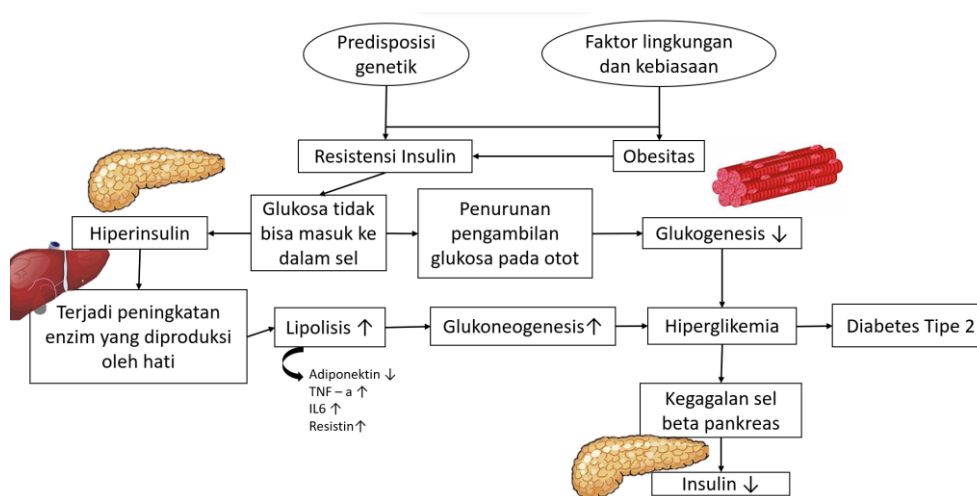 Predisposisi
genetik
Faktor lingkungan
dan kebiasaan
Resistensi Insulin
Obesitas
Hiperinsulin
Glukosa tidak
bisa masuk ke
dalam sel
Penurunan
pengambilan
glukosa pada otot
Glukogenesis ↓
Terjadi peningkatan
enzim yang diproduksi
oleh hati
Lipolisis ↑
Glukoneogenesis↑
Hiperglikemia
Diabetes Tipe 2
Adiponektin ↓
TNF – a ↑
IL6 ↑
Resistin↑
Kegagalan sel
beta pankreas
Insulin ↓